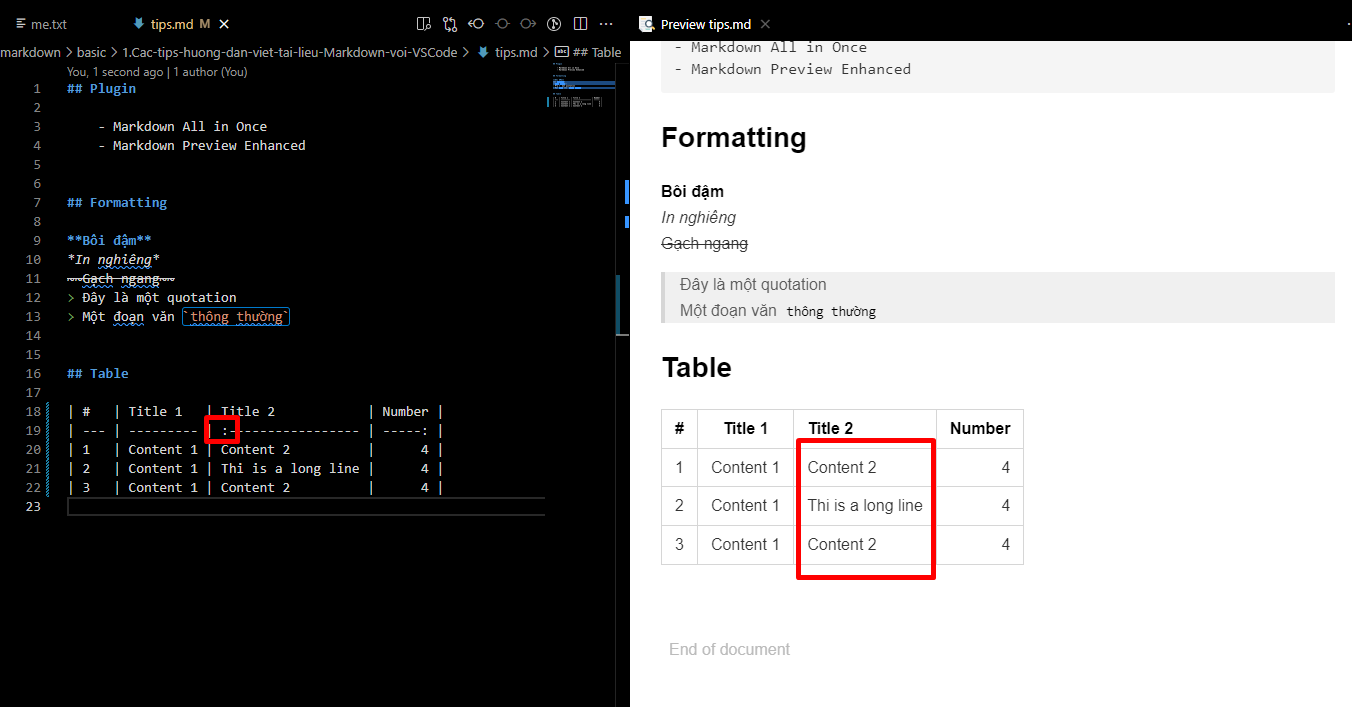 me.txt
tips.md M
Preview tips.md
markdown > basic > 1.Cac-tips-huong-dan-viet-tai-lieu-Markdown-voi-VSCode > tips.md > ## Table
You, 1 second ago | 1 author (You)
1 ## Plugin
2
3 - Markdown All in Once
4 - Markdown Preview Enhanced
5
6
7 ## Formatting
8
9 **Bôi đậm**
10 *In nghiêng*
11 ~~Gạch ngang~~
12 > Đây là một quotation
13 > Một đoạn văn `thông thường`
14
15
16 ## Table
17
18 | # | Title 1 | Title 2 | Number |
19 | --- | --------- | :----------------- | -----: |
20 | 1 | Content 1 | Content 2 | 4 |
21 | 2 | Content 1 | Thi is a long line | 4 |
22 | 3 | Content 1 | Content 2 | 4 |
23
- Markdown All in Once
- Markdown Preview Enhanced
Formatting
Bôi đậm
In nghiêng
Gạch ngang
Đây là một quotation
Một đoạn văn thông thường
Table
# Title 1 Title 2 Number
1 Content 1 Content 2 4
2 Content 1 Thi is a long line 4
3 Content 1 Content 2 4
End of document